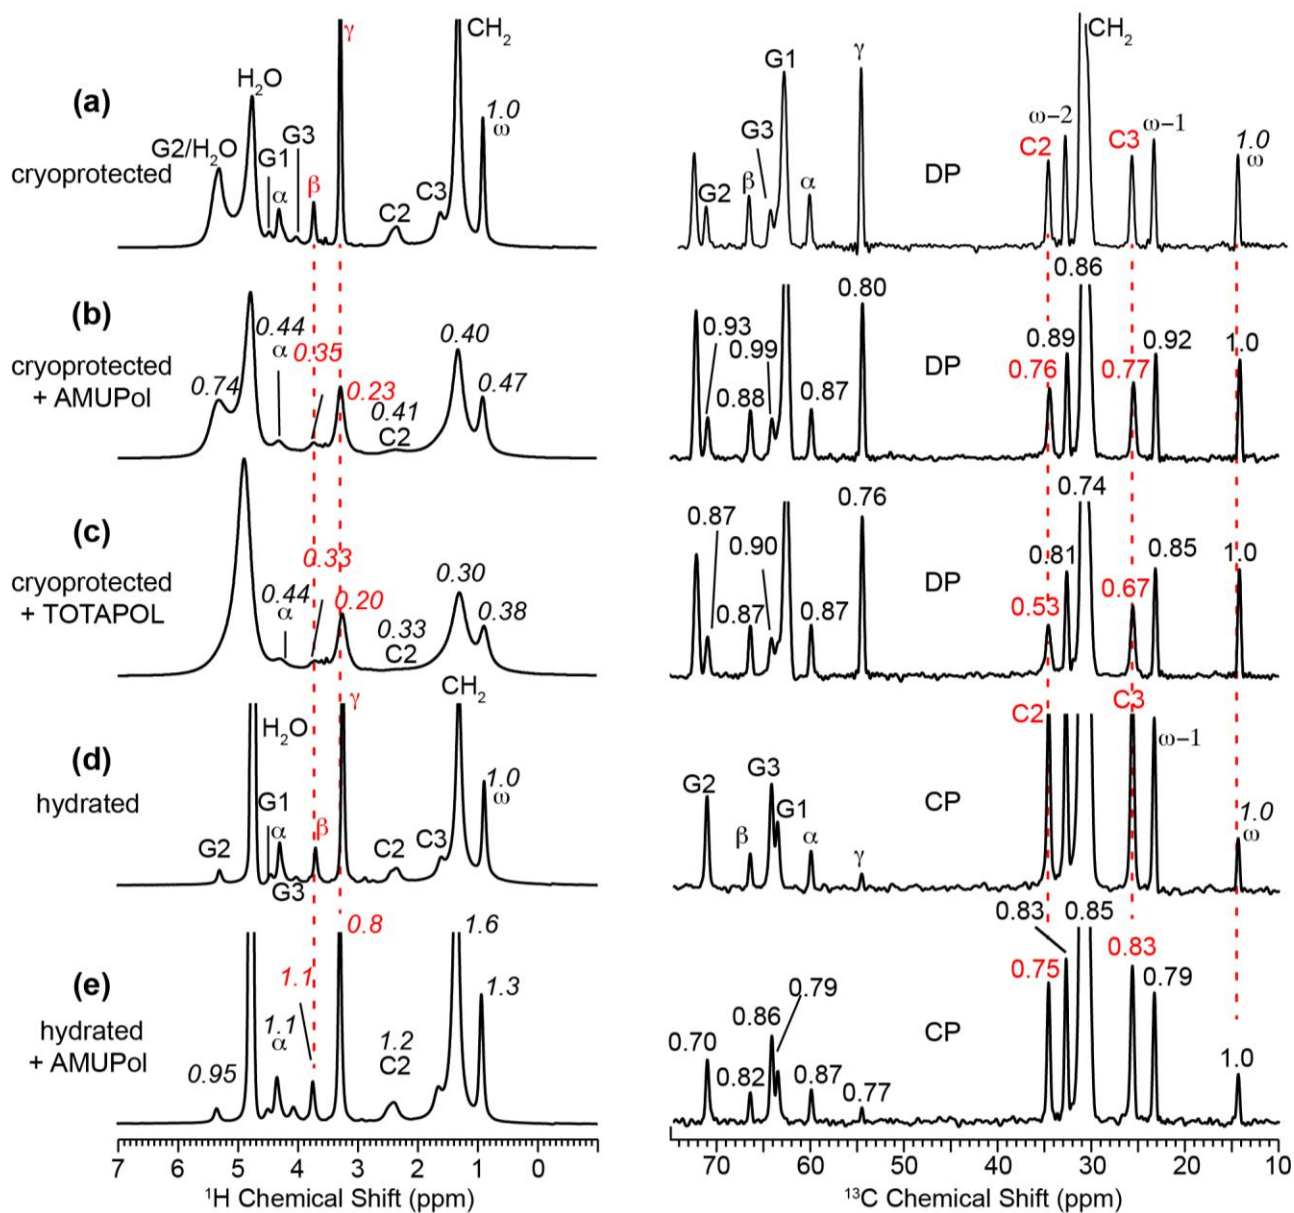 γ
CH₂
H₂O
(a)
G3
1.0
G2/H₂O
G1
ω
α
cryoprotected
β
C3
C2
γ
CH₂
G1
G3
ω−2
ω−1
1.0
C2
C3
ω
β
DP
G2
α
(b)
0.44
0.40
α
cryoprotected
0.35
0.47
+ AMUPol
0.74
0.23
0.41
C2
0.86
0.80
0.93
0.89
0.92
1.0
0.99
0.76
DP
0.77
0.88
0.87
(c)
0.33
0.30
cryoprotected
0.44
0.20
0.38
+ TOTAPOL
α
0.33
C2
0.74
0.76
0.87
0.90
0.81
0.85
1.0
DP
0.67
0.87
0.87
0.53
CH₂
γ
H₂O
(d)
1.0
G1
ω
hydrated
α
β
G2
C2
C3
G3
C2
C3
ω−1
G3
G2
CP
G1
1.0
β
α
ω
γ
0.8
1.6
(e)
1.1
1.3
hydrated
1.1
1.2
+ AMUPol
α
C2
0.95
0.83
0.85
0.83
0.75
0.79
0.79
0.86
CP
0.70
0.82
0.87
0.77
1.0
7 6 5 4 3 2 1 0
¹H Chemical Shift (ppm)
70 60 50 40 30 20 10
¹³C Chemical Shift (ppm)